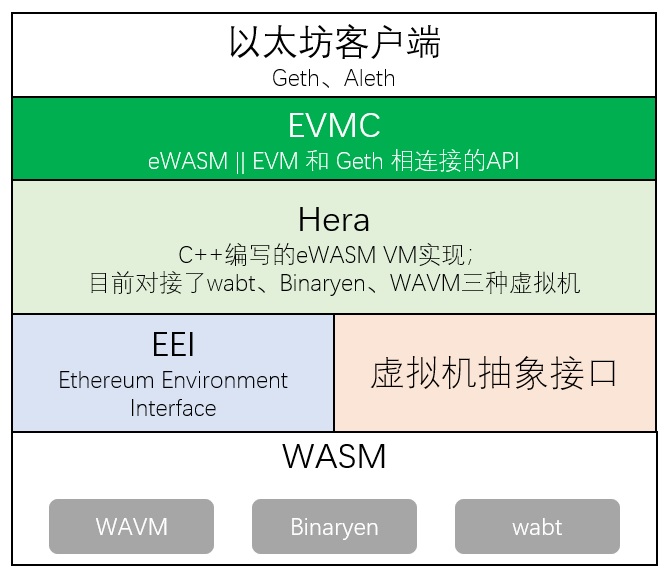 以太坊客户端
Geth、Aleth
EVMC
eWASM || EVM 和 Geth 相连接的API
Hera
C++编写的eWASM VM实现；
目前对接了wabt、Binaryen、WAVM三种虚拟机
EEI
Ethereum Environment
Interface
虚拟机抽象接口
WASM
WAVM
Binaryen
wabt